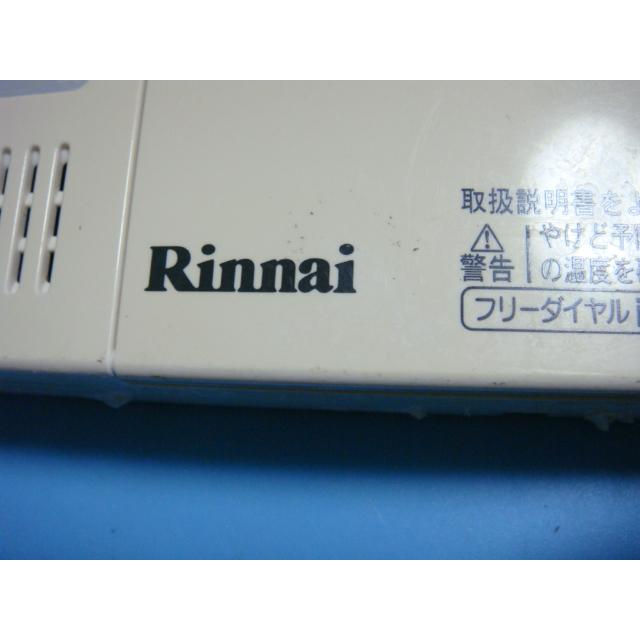 Rinnai
取扱説明書をよ
⚠ やけど予
警告 の温度を
フリーダイヤル